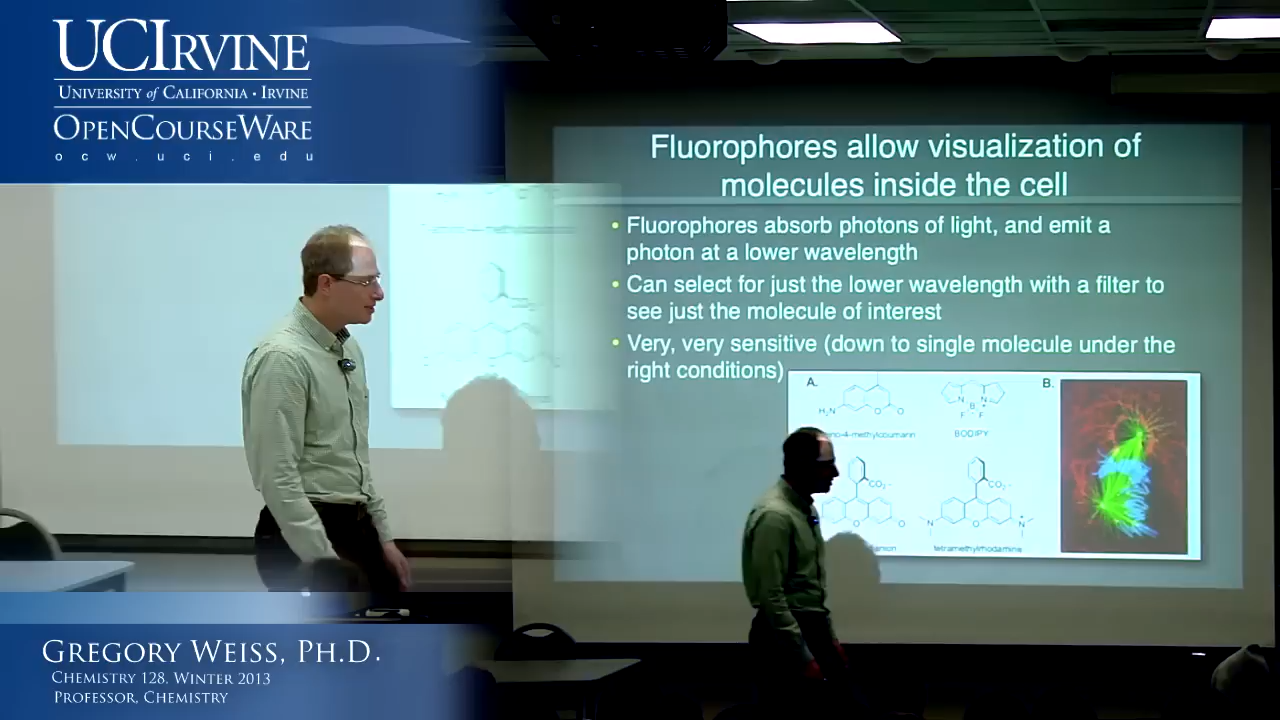 UCIRVINE
UNIVERSITY of CALIFORNIA • IRVINE
OPENCOURSEWARE
ocw.uci.edu
Fluorophores allow visualization of
molecules inside the cell
• Fluorophores absorb photons of light, and emit a
photon at a lower wavelength
• Can select for just the lower wavelength with a filter to
see just the molecule of interest
• Very, very sensitive (down to single molecule under the
right conditions)
A.
B.
H₂N
O
O
N
N
B
+
F
F
BODIPY
CO₂⁻
CO₂⁻
O
O
N
O
N
+
tetramethylrhodamine
GREGORY WEISS, PH.D.
CHEMISTRY 128, WINTER 2013
PROFESSOR, CHEMISTRY